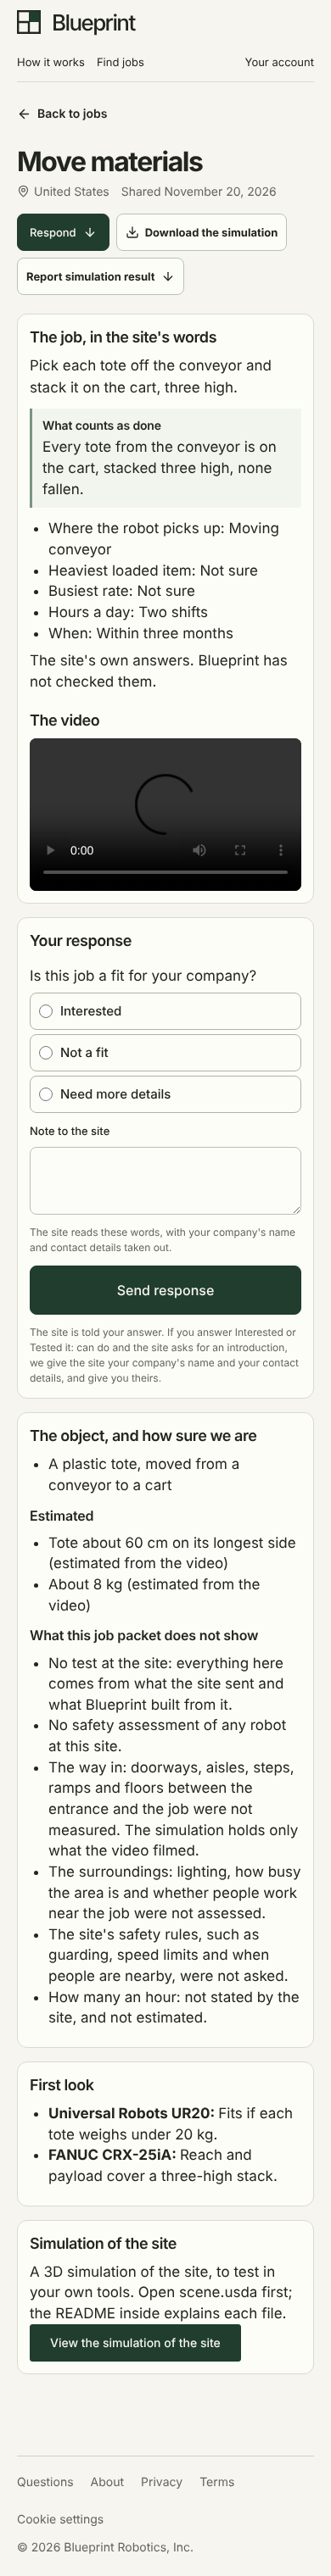 Blueprint
How it works Find jobs Your account
Back to jobs
Move materials
United States Shared November 20, 2026
Respond
Download the simulation
Report simulation result
The job, in the site's words
Pick each tote off the conveyor and
stack it on the cart, three high.
What counts as done
Every tote from the conveyor is on
the cart, stacked three high, none
fallen.
• Where the robot picks up: Moving
conveyor
• Heaviest loaded item: Not sure
• Busiest rate: Not sure
• Hours a day: Two shifts
• When: Within three months
The site's own answers. Blueprint has
not checked them.
The video
0:00
Your response
Is this job a fit for your company?
Interested
Not a fit
Need more details
Note to the site
The site reads these words, with your company's name
and contact details taken out.
Send response
The site is told your answer. If you answer Interested or
Tested it: can do and the site asks for an introduction,
we give the site your company's name and your contact
details, and give you theirs.
The object, and how sure we are
• A plastic tote, moved from a
conveyor to a cart
Estimated
• Tote about 60 cm on its longest side
(estimated from the video)
• About 8 kg (estimated from the
video)
What this job packet does not show
• No test at the site: everything here
comes from what the site sent and
what Blueprint built from it.
• No safety assessment of any robot
at this site.
• The way in: doorways, aisles, steps,
ramps and floors between the
entrance and the job were not
measured. The simulation holds only
what the video filmed.
• The surroundings: lighting, how busy
the area is and whether people work
near the job were not assessed.
• The site's safety rules, such as
guarding, speed limits and when
people are nearby, were not asked.
• How many an hour: not stated by the
site, and not estimated.
First look
• Universal Robots UR20: Fits if each
tote weighs under 20 kg.
• FANUC CRX-25iA: Reach and
payload cover a three-high stack.
Simulation of the site
A 3D simulation of the site, to test in
your own tools. Open scene.usda first;
the README inside explains each file.
View the simulation of the site
Questions About Privacy Terms
Cookie settings
© 2026 Blueprint Robotics, Inc.